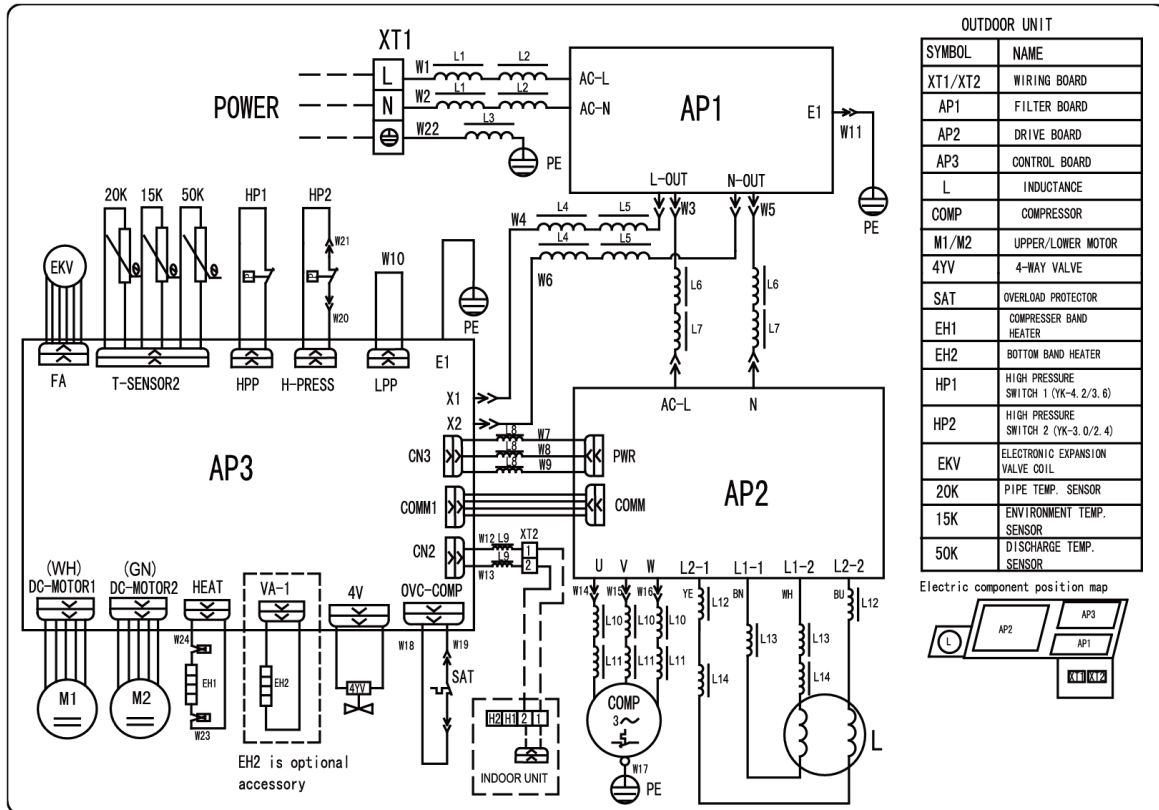 XT1
POWER
L
N
W1
L1
L2
AC-L
W2
L1
L2
AC-N
W22
L3
PE
AP1
E1
W11
PE
L-OUT
N-OUT
W3
W5
W4
L4
L5
W6
L4
L5
L6
L7
L6
L7
20K
15K
50K
HP1
HP2
EKV
θ
θ
θ
P
P
W21
W20
W10
PE
FA
T-SENSOR2
HPP
H-PRESS
LPP
E1
X1
X2
AP3
CN3
COMM1
CN2
L8
W7
L8
W8
L8
W9
PWR
COMM
W12
L9
XT2
1
L9
2
W13
AC-L
N
AP2
U
V
W
L2-1
L1-1
L1-2
L2-2
W14
W15
W16
YE
BN
WH
BU
L12
L12
L10
L10
L10
L13
L13
L11
L11
L11
L14
L14
COMP
3
W17
PE
L
(WH)
DC-MOTOR1
(GN)
DC-MOTOR2
HEAT
VA-1
4V
OVC-COMP
W24
EH1
W23
EH2
4YV
W18
W19
SAT
M1
M2
H2
H1
2
1
INDOOR UNIT
EH2 is optional
accessory
OUTDOOR UNIT
SYMBOL NAME
XT1/XT2 WIRING BOARD
AP1 FILTER BOARD
AP2 DRIVE BOARD
AP3 CONTROL BOARD
L INDUCTANCE
COMP COMPRESSOR
M1/M2 UPPER/LOWER MOTOR
4YV 4-WAY VALVE
SAT OVERLOAD PROTECTOR
EH1 COMPRESSER BAND
HEATER
EH2 BOTTOM BAND HEATER
HP1 HIGH PRESSURE
SWITCH 1 (YK-4.2/3.6)
HP2 HIGH PRESSURE
SWITCH 2 (YK-3.0/2.4)
EKV ELECTRONIC EXPANSION
VALVE COIL
20K PIPE TEMP. SENSOR
15K ENVIRONMENT TEMP.
SENSOR
50K DISCHARGE TEMP.
SENSOR
Electric component position map
L
AP2
AP3
AP1
XT1
XT2